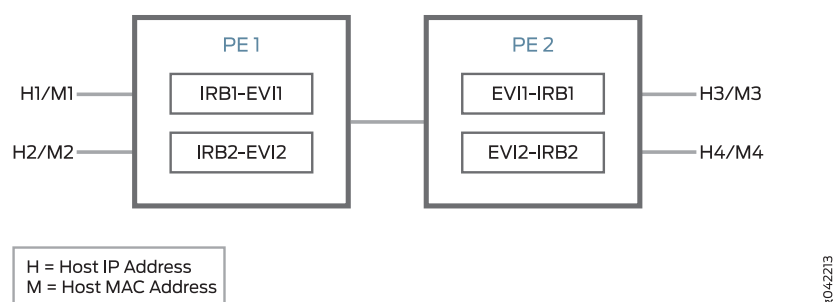 PE 1
PE 2
H1/M1
IRB1-EVI1
EVI1-IRB1
H3/M3
H2/M2
IRB2-EVI2
EVI2-IRB2
H4/M4
H = Host IP Address
M = Host MAC Address
g042213